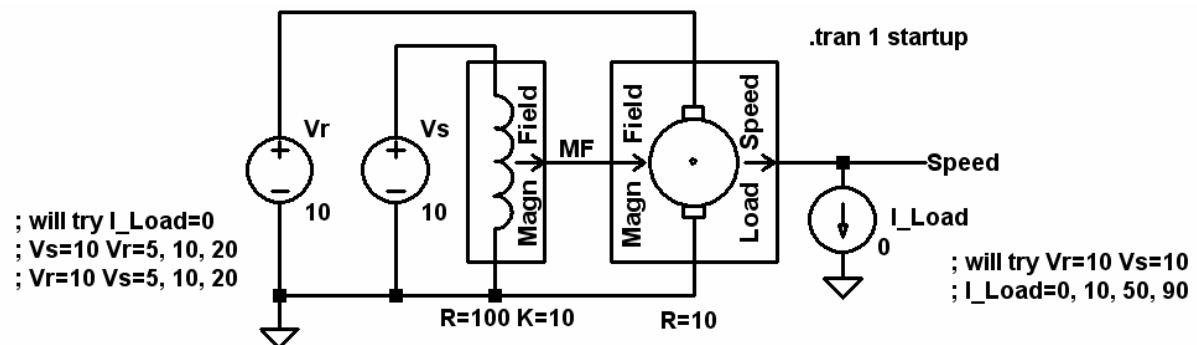 .tran 1 startup
Vr
10
Vs
10
Magn Field
MF
Magn Field
Load Speed
Speed
I_Load
0
; will try I_Load=0
; Vs=10 Vr=5, 10, 20
; Vr=10 Vs=5, 10, 20
; will try Vr=10 Vs=10
; I_Load=0, 10, 50, 90
R=100 K=10
R=10